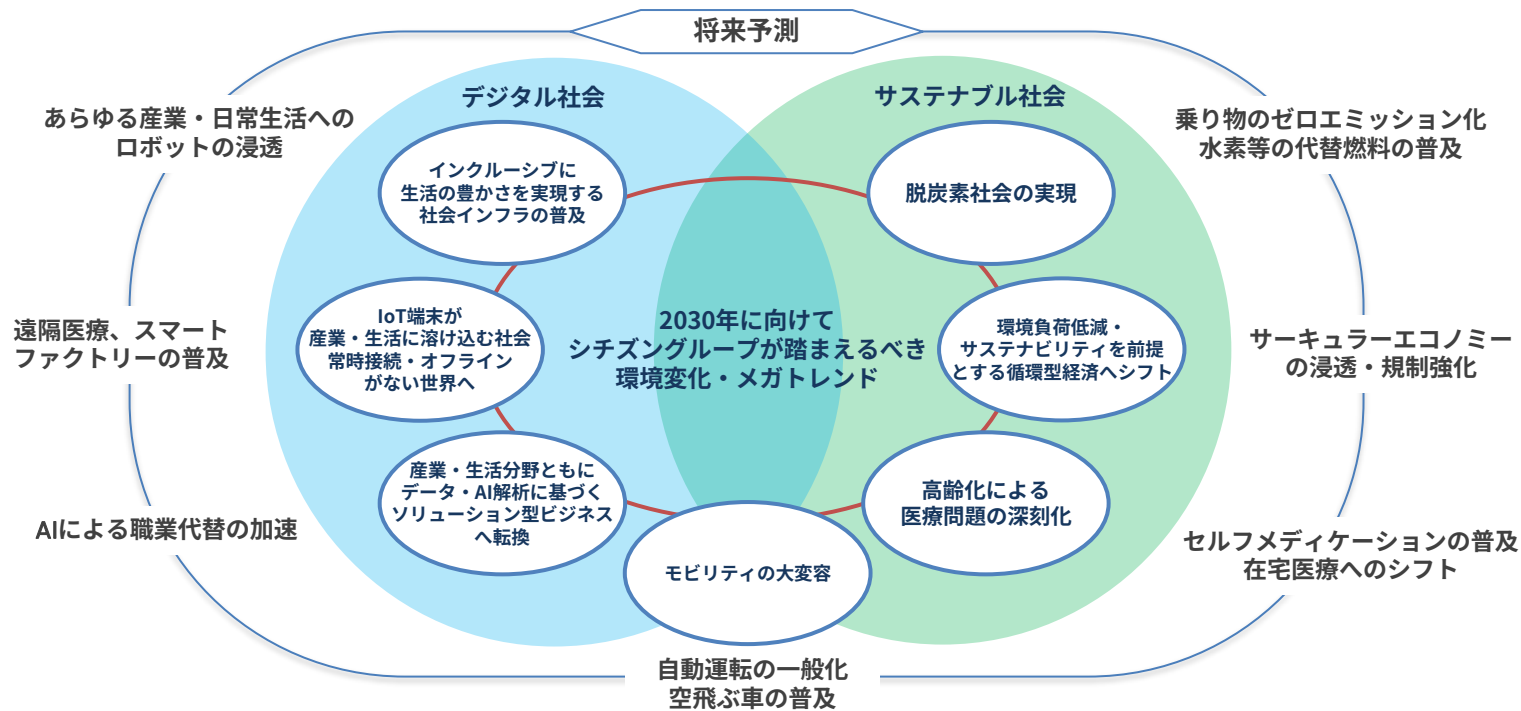 将来予測
デジタル社会
サステナブル社会
あらゆる産業・日常生活への
ロボットの浸透
乗り物のゼロエミッション化
水素等の代替燃料の普及
インクルーシブに
生活の豊かさを実現する
社会インフラの普及
脱炭素社会の実現
遠隔医療、スマート
ファクトリーの普及
IoT端末が
産業・生活に溶け込む社会
常時接続・オフライン
がない世界へ
2030年に向けて
シチズングループが踏まえるべき
環境変化・メガトレンド
環境負荷低減・
サステナビリティを前提
とする循環型経済へシフト
サーキュラーエコノミー
の浸透・規制強化
AIによる職業代替の加速
産業・生活分野ともに
データ・AI解析に基づく
ソリューション型ビジネス
へ転換
高齢化による
医療問題の深刻化
セルフメディケーションの普及
在宅医療へのシフト
モビリティの大変容
自動運転の一般化
空飛ぶ車の普及